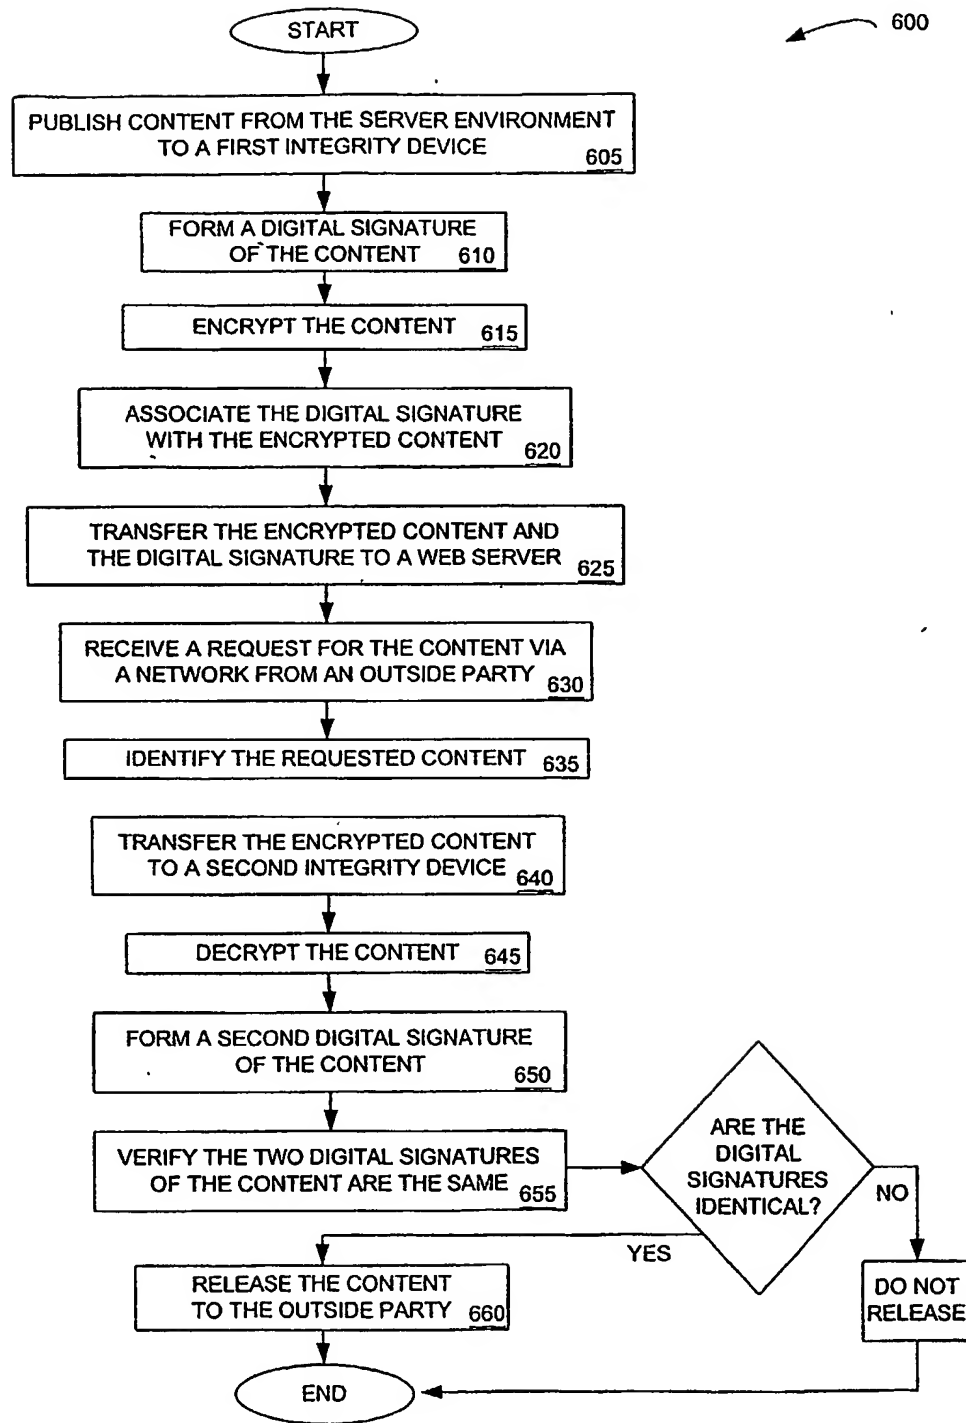 START
600
PUBLISH CONTENT FROM THE SERVER ENVIRONMENT
TO A FIRST INTEGRITY DEVICE
605
FORM A DIGITAL SIGNATURE
OF THE CONTENT 610
ENCRYPT THE CONTENT 615
ASSOCIATE THE DIGITAL SIGNATURE
WITH THE ENCRYPTED CONTENT 620
TRANSFER THE ENCRYPTED CONTENT AND
THE DIGITAL SIGNATURE TO A WEB SERVER 625
RECEIVE A REQUEST FOR THE CONTENT VIA
A NETWORK FROM AN OUTSIDE PARTY 630
IDENTIFY THE REQUESTED CONTENT 635
TRANSFER THE ENCRYPTED CONTENT
TO A SECOND INTEGRITY DEVICE 640
DECRYPT THE CONTENT 645
FORM A SECOND DIGITAL SIGNATURE
OF THE CONTENT 650
VERIFY THE TWO DIGITAL SIGNATURES
OF THE CONTENT ARE THE SAME 655
ARE THE
DIGITAL
SIGNATURES
IDENTICAL?
NO
YES
DO NOT
RELEASE
RELEASE THE CONTENT
TO THE OUTSIDE PARTY 660
END